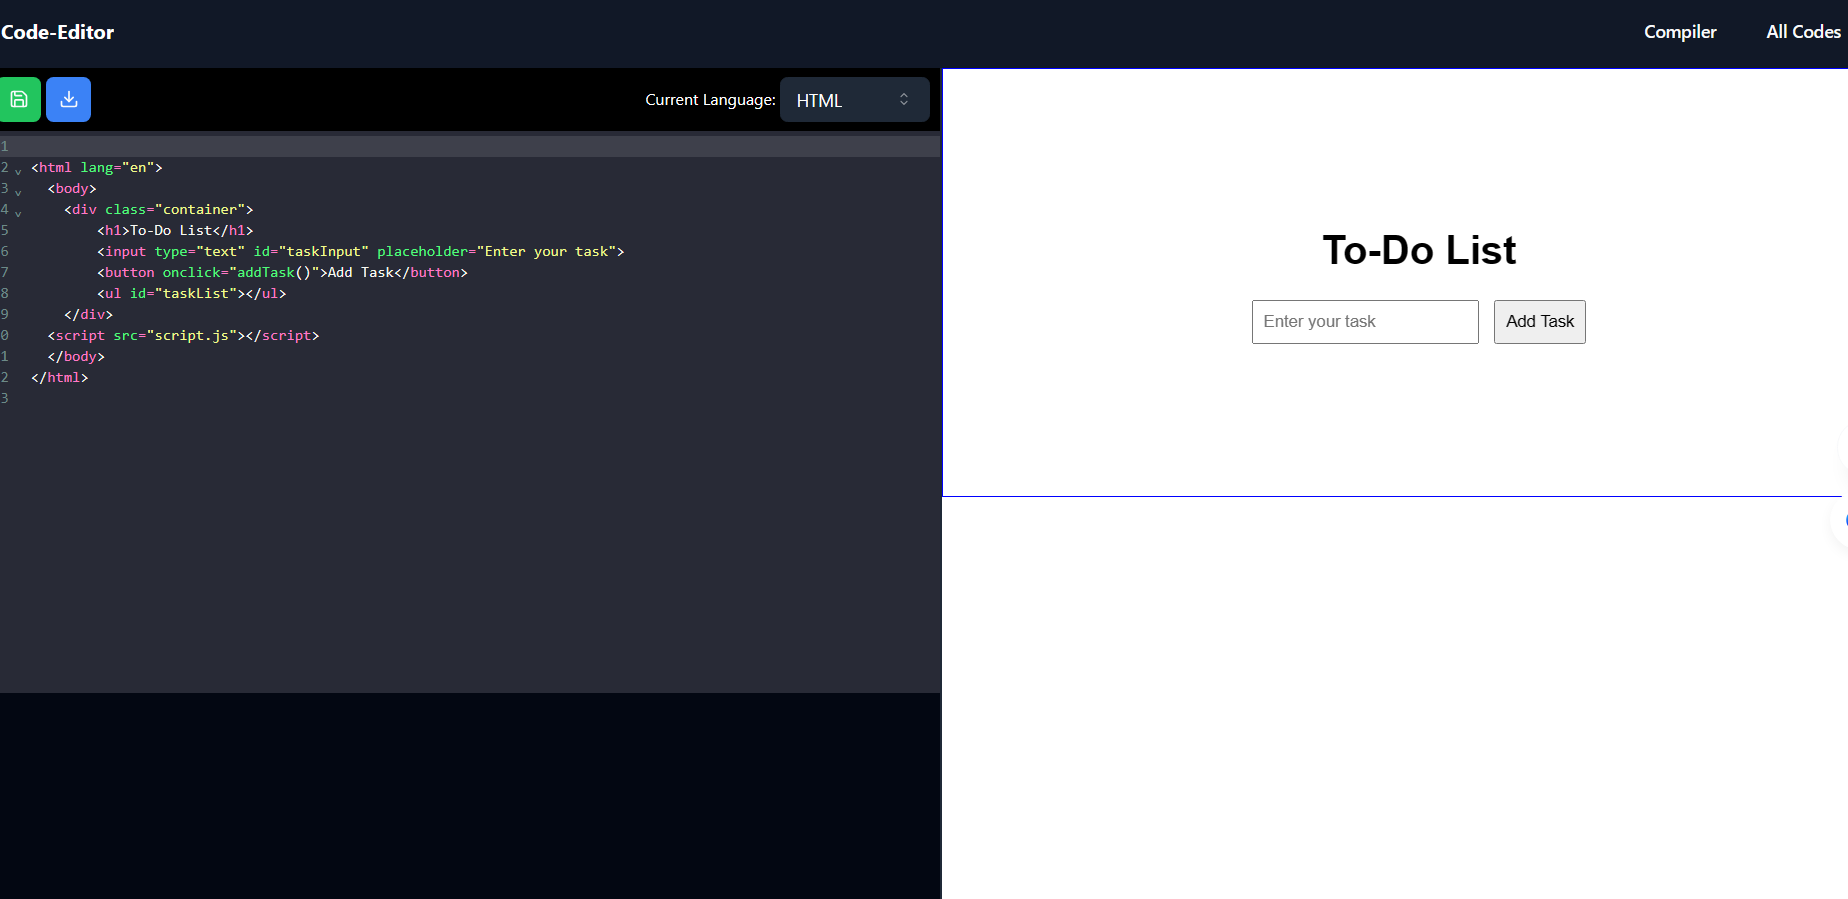 Code-Editor
Compiler
All Codes
Current Language:
HTML
1
2 <html lang="en">
3 <body>
4 <div class="container">
5 <h1>To-Do List</h1>
6 <input type="text" id="taskInput" placeholder="Enter your task">
7 <button onclick="addTask()">Add Task</button>
8 <ul id="taskList"></ul>
9 </div>
0 <script src="script.js"></script>
1 </body>
2 </html>
3
To-Do List
Enter your task
Add Task